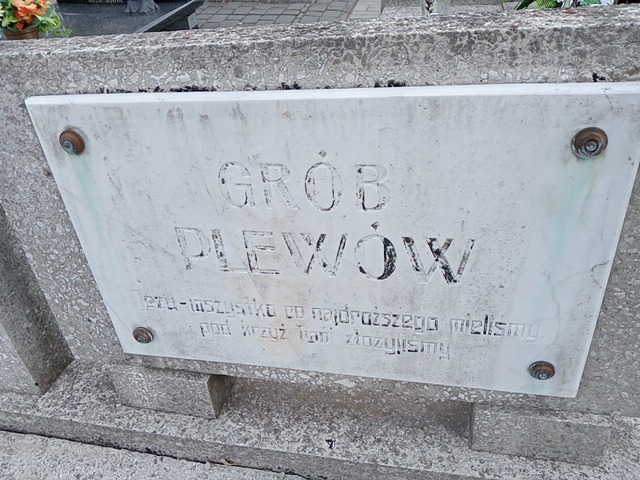 GRÓB
PLEWÓW
Jezu-wszystko co najdroższego mieliśmy
pod krzyż Twój złożyliśmy